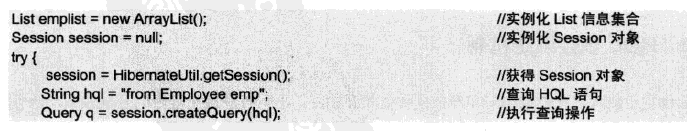 List emplist = new ArrayList(); //实例化 List 信息集合
Session session = null; //实例化 Session 对象
try {
session = HibernateUtil.getSession(); //获得 Session 对象
String hql = "from Employee emp"; //查询 HQL 语句
Query q = session.createQuery(hql); //执行查询操作